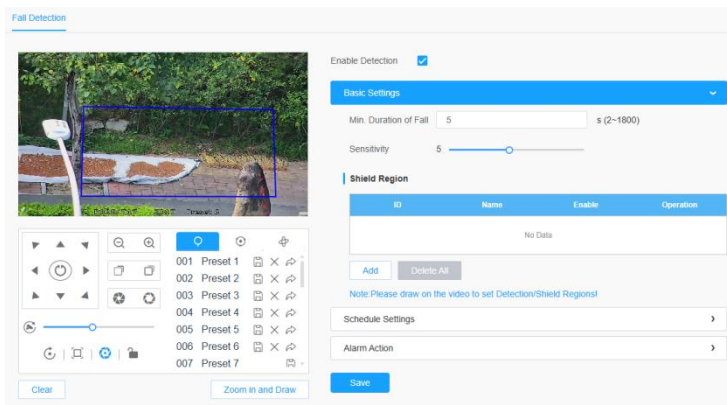 Fall Detection
Enable Detection
Basic Settings
Min. Duration of Fall 5 s (2~1800)
Sensitivity 5
Shield Region
ID Name Enable Operation
No Data
Add Delete All
Note:Please draw on the video to set Detection/Shield Regions!
Schedule Settings
Alarm Action
Save
001 Preset 1
002 Preset 2
003 Preset 3
004 Preset 4
005 Preset 5
006 Preset 6
007 Preset 7
Clear Zoom in and Draw